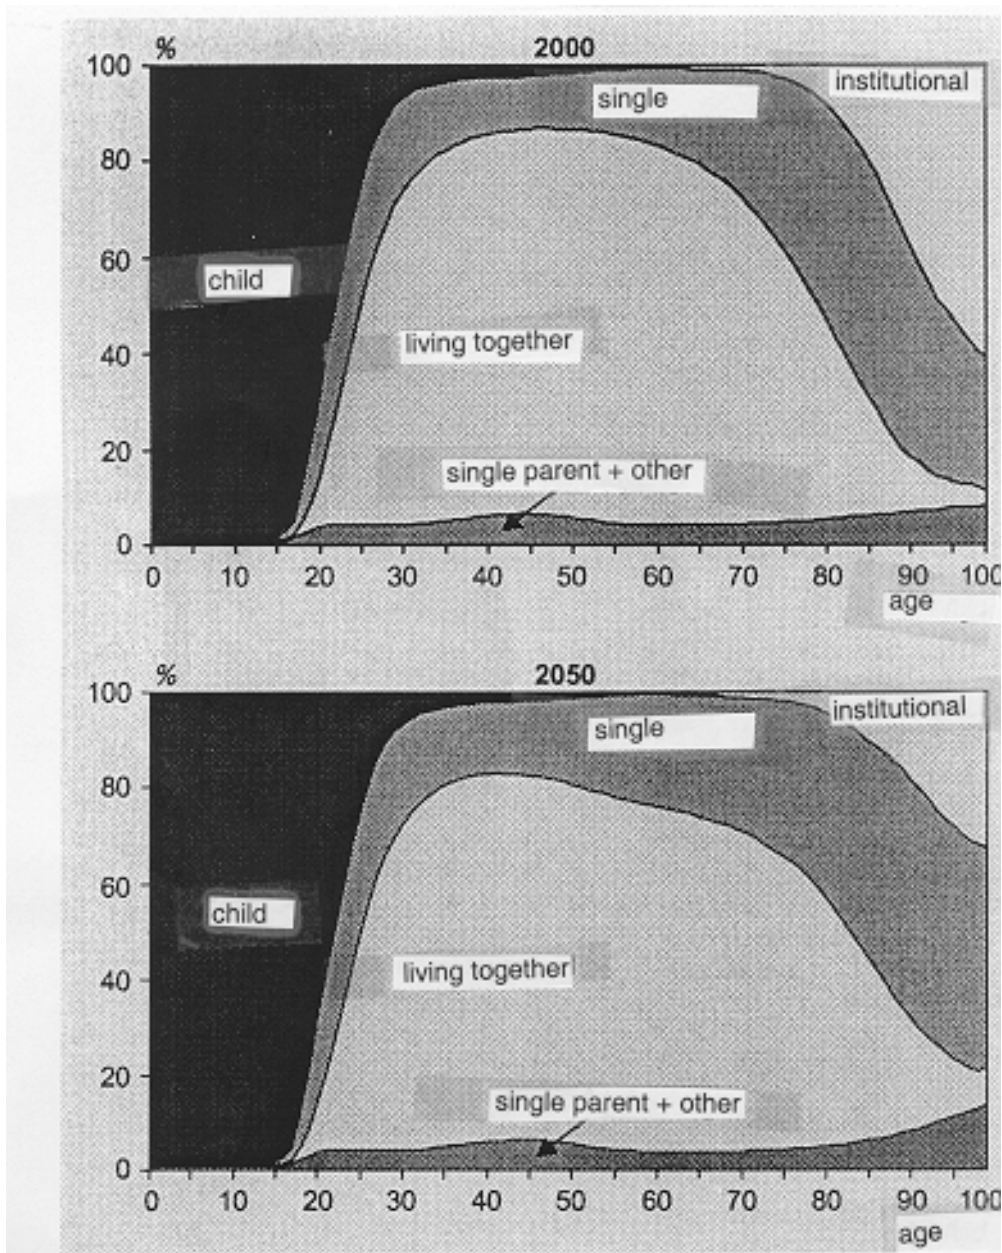 % 2000
100
institutional
single
80
60
child
living together
40
20
single parent + other
0
0 10 20 30 40 50 60 70 80 90 100
age
% 2050
100
institutional
single
80
60
child
living together
40
20
single parent + other
0
0 10 20 30 40 50 60 70 80 90 100
age